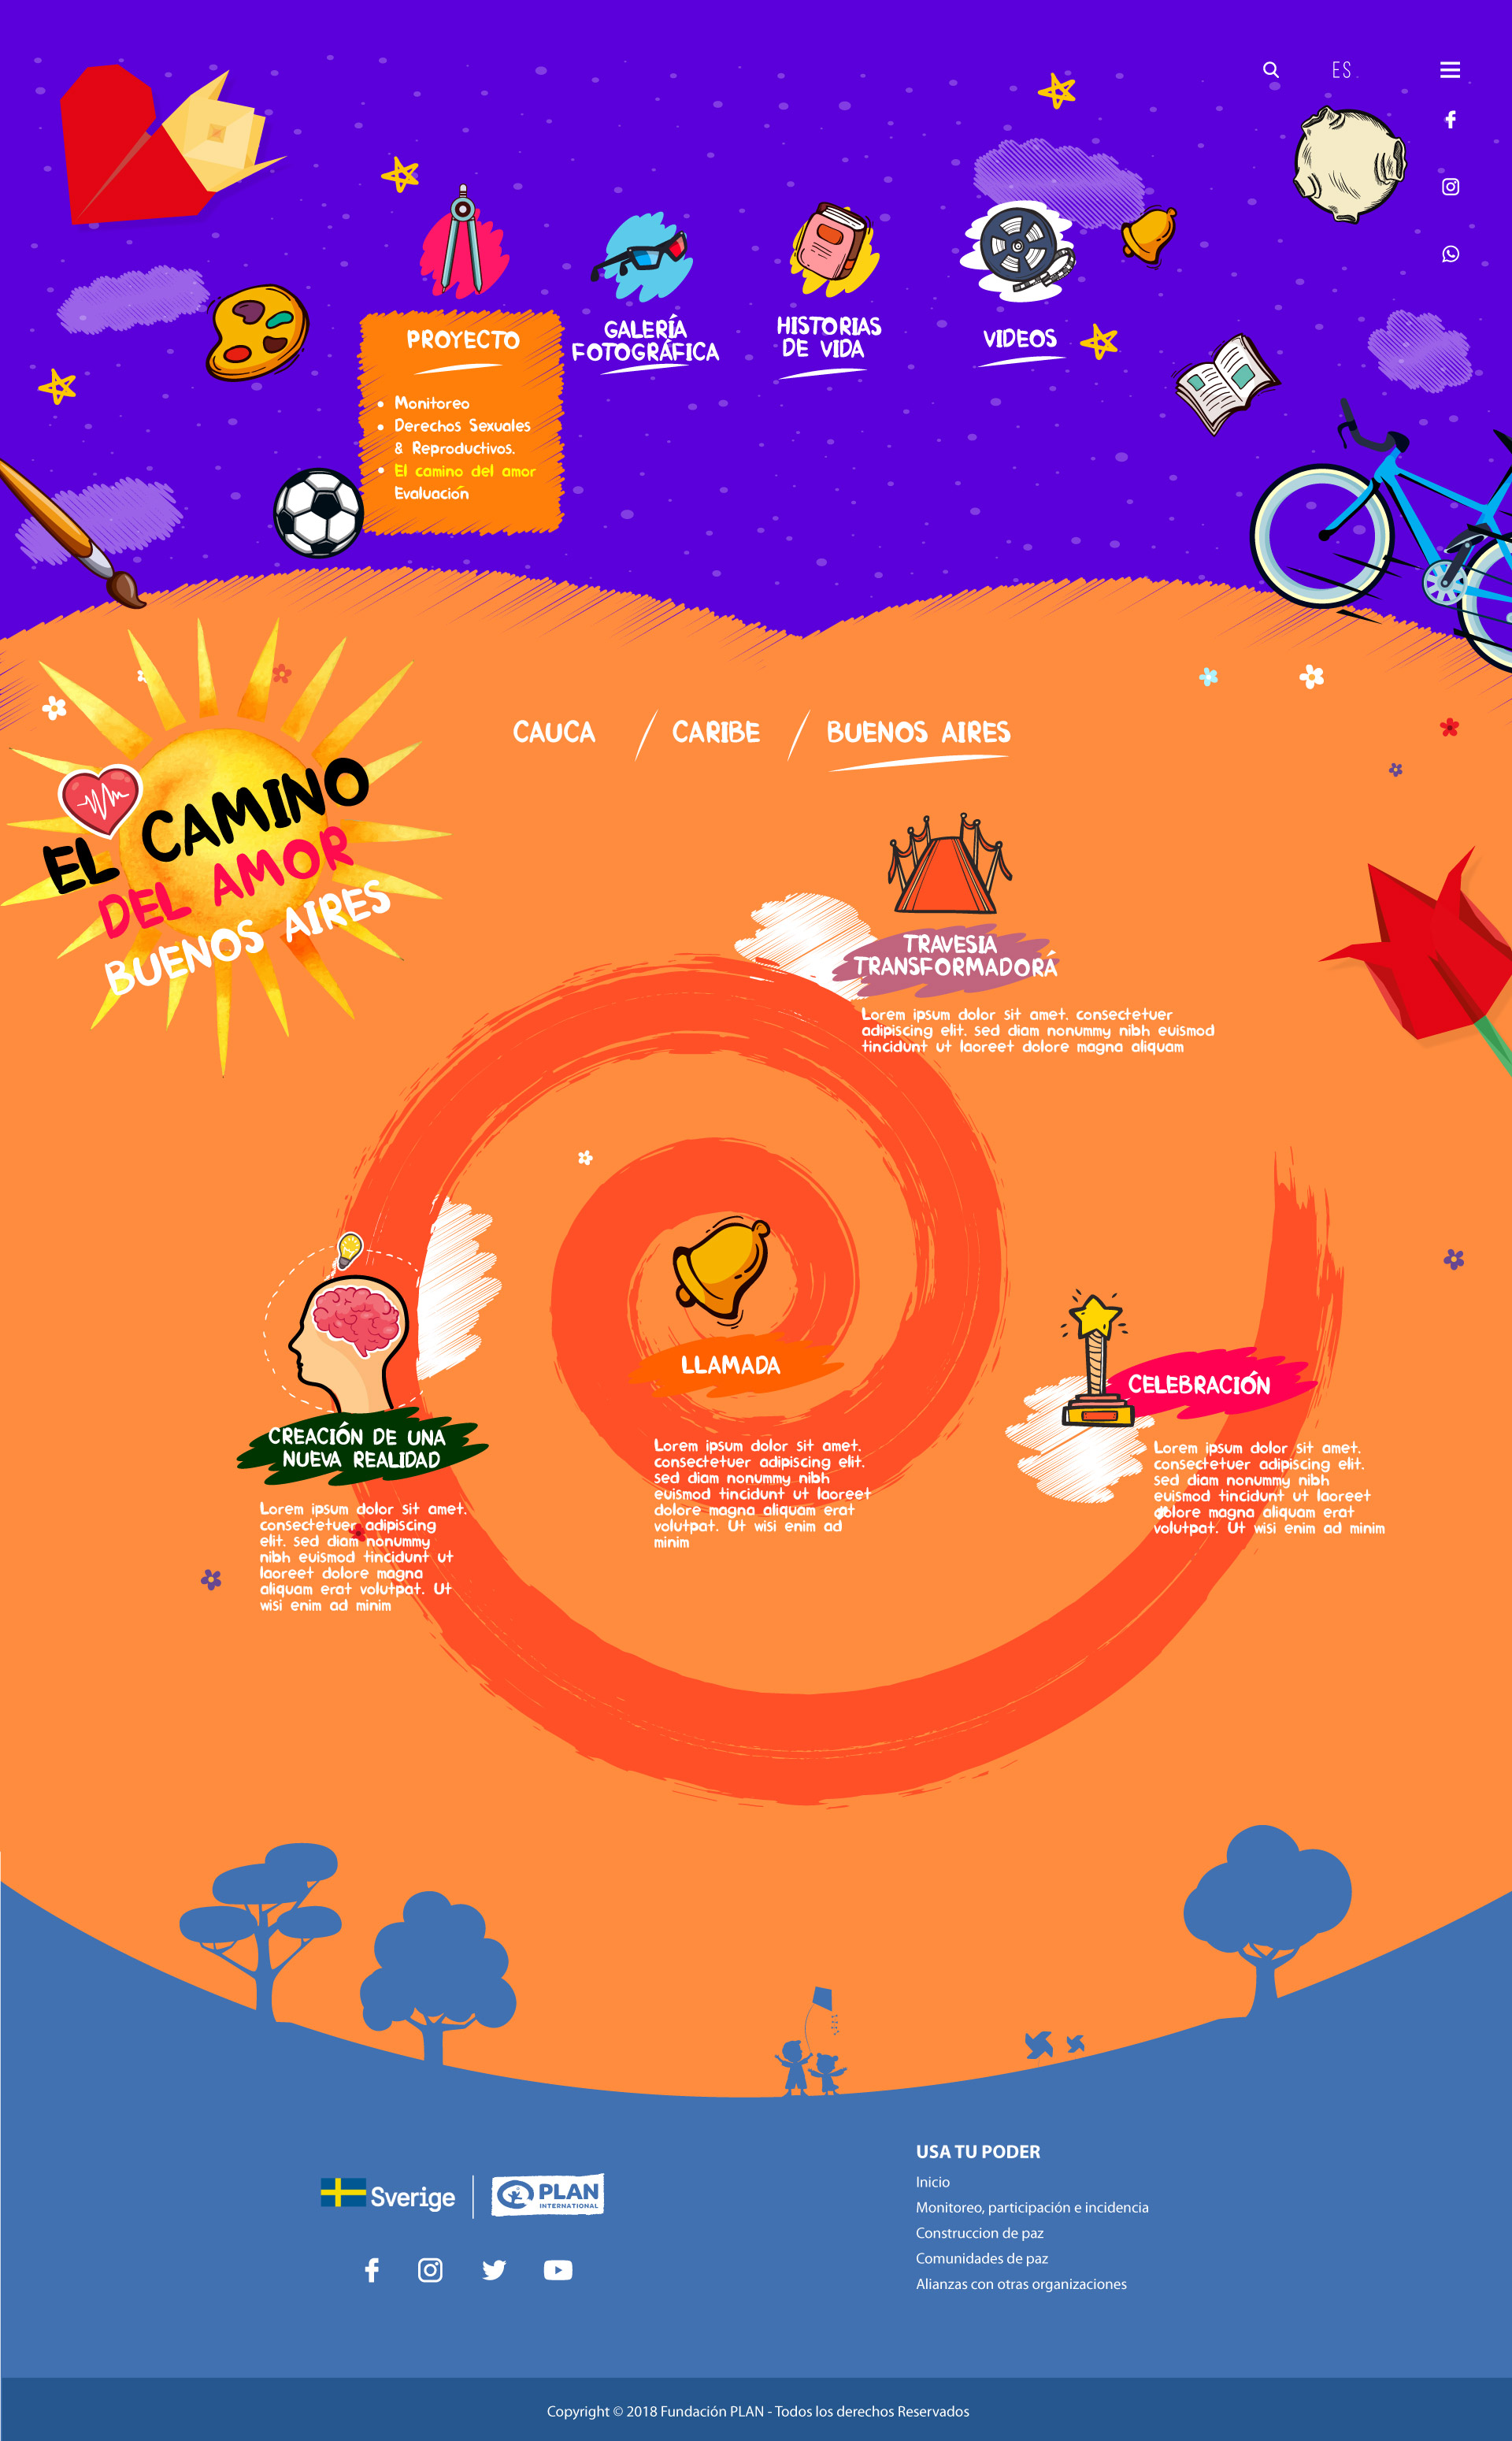 ES
PROYECTO
• Monitoreo
• Derechos Sexuales
& Reproductivos.
• El camino del amor
Evaluación
GALERÍA
FOTOGRÁFICA
HISTORIAS
DE VIDA
VIDEOS
EL CAMINO
DEL AMOR
BUENOS AIRES
CAUCA / CARIBE / BUENOS AIRES
TRAVESIA
TRANSFORMADORÁ
Lorem ipsum dolor sit amet. consectetuer
adipiscing elit. sed diam nonummy nibh euismod
tincidunt ut laoreet dolore magna aliquam
CREACIÓN DE UNA
NUEVA REALIDAD
Lorem ipsum dolor sit amet.
consectetuer adipiscing
elit. sed diam nonummy
nibh euismod tincidunt ut
laoreet dolore magna
aliquam erat volutpat. Ut
wisi enim ad minim
LLAMADA
Lorem ipsum dolor sit amet.
consectetuer adipiscing elit.
sed diam nonummy nibh
euismod tincidunt ut laoreet
dolore magna aliquam erat
volutpat. Ut wisi enim ad
minim
CELEBRACIÓN
Lorem ipsum dolor sit amet.
consectetuer adipiscing elit.
sed diam nonummy nibh
euismod tincidunt ut laoreet
dolore magna aliquam erat
volutpat. Ut wisi enim ad minim
Sverige
PLAN
INTERNATIONAL
USA TU PODER
Inicio
Monitoreo, participación e incidencia
Construccion de paz
Comunidades de paz
Alianzas con otras organizaciones
Copyright © 2018 Fundación PLAN - Todos los derechos Reservados